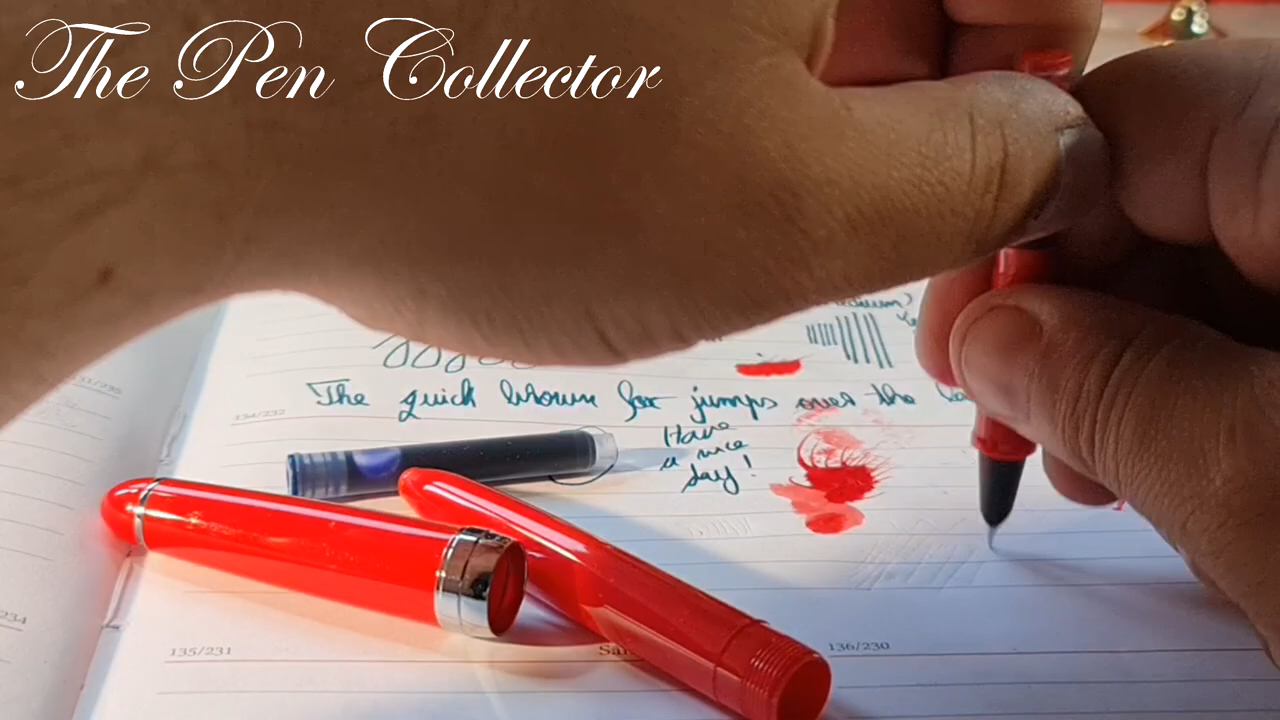 The Pen Collector
The quick brown fox jumps over the
134/232
Have
a nice
day!
234
135/231
136/230